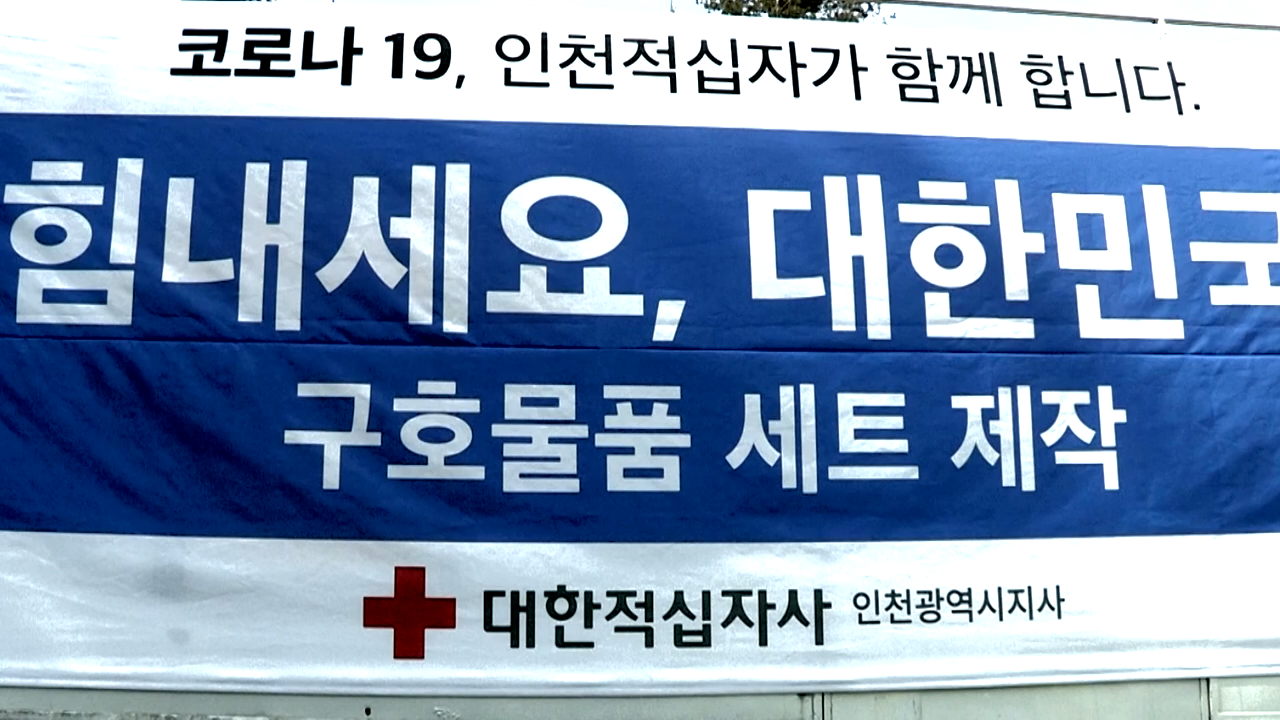 코로나 19, 인천적십자가 함께 합니다.
힘내세요, 대한민국
구호물품 세트 제작
대한적십자사 인천광역시지사